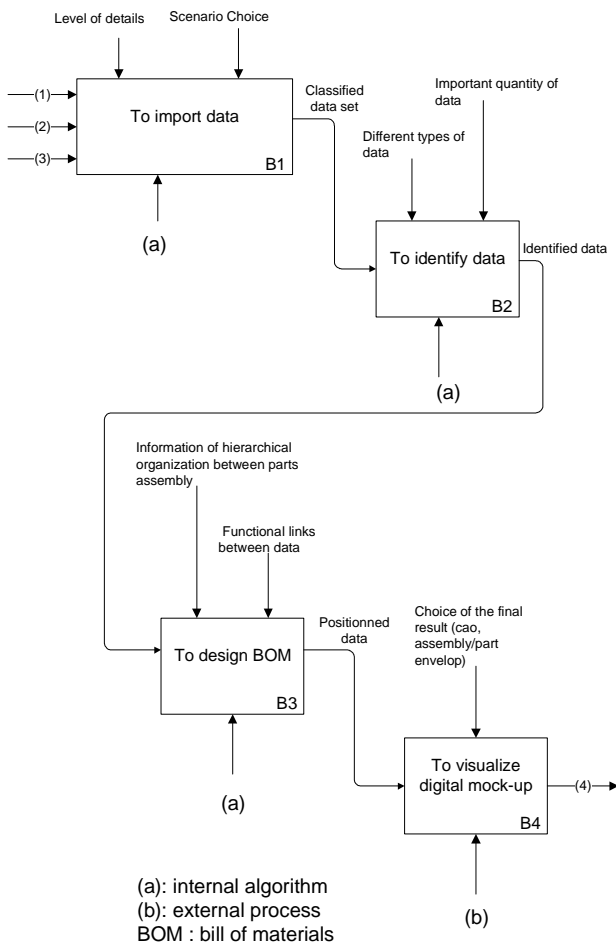 Level of details
Scenario Choice
(1)
(2)
(3)
To import data
B1
(a)
Classified
data set
Important quantity of
data
Different types of
data
To identify data
B2
Identified data
(a)
Information of hierarchical
organization between parts
assembly
Functional links
between data
To design BOM
B3
(a)
Positionned
data
Choice of the final
result (cao,
assembly/part
envelop)
To visualize
digital mock-up
B4
(4)
(b)
(a): internal algorithm
(b): external process
BOM : bill of materials